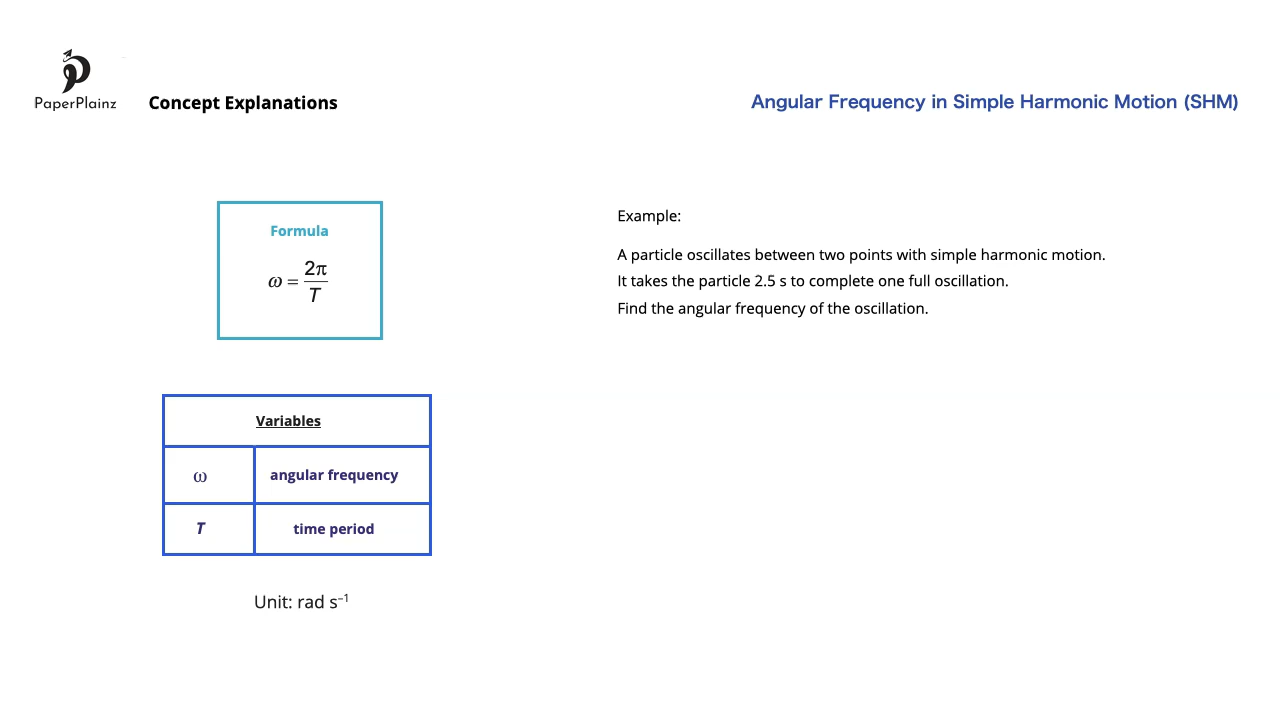 PaperPlainz
Concept Explanations
Angular Frequency in Simple Harmonic Motion (SHM)
Formula
ω = 2π/T
Variables
ω angular frequency
T time period
Unit: rad s⁻¹
Example:
A particle oscillates between two points with simple harmonic motion.
It takes the particle 2.5 s to complete one full oscillation.
Find the angular frequency of the oscillation.